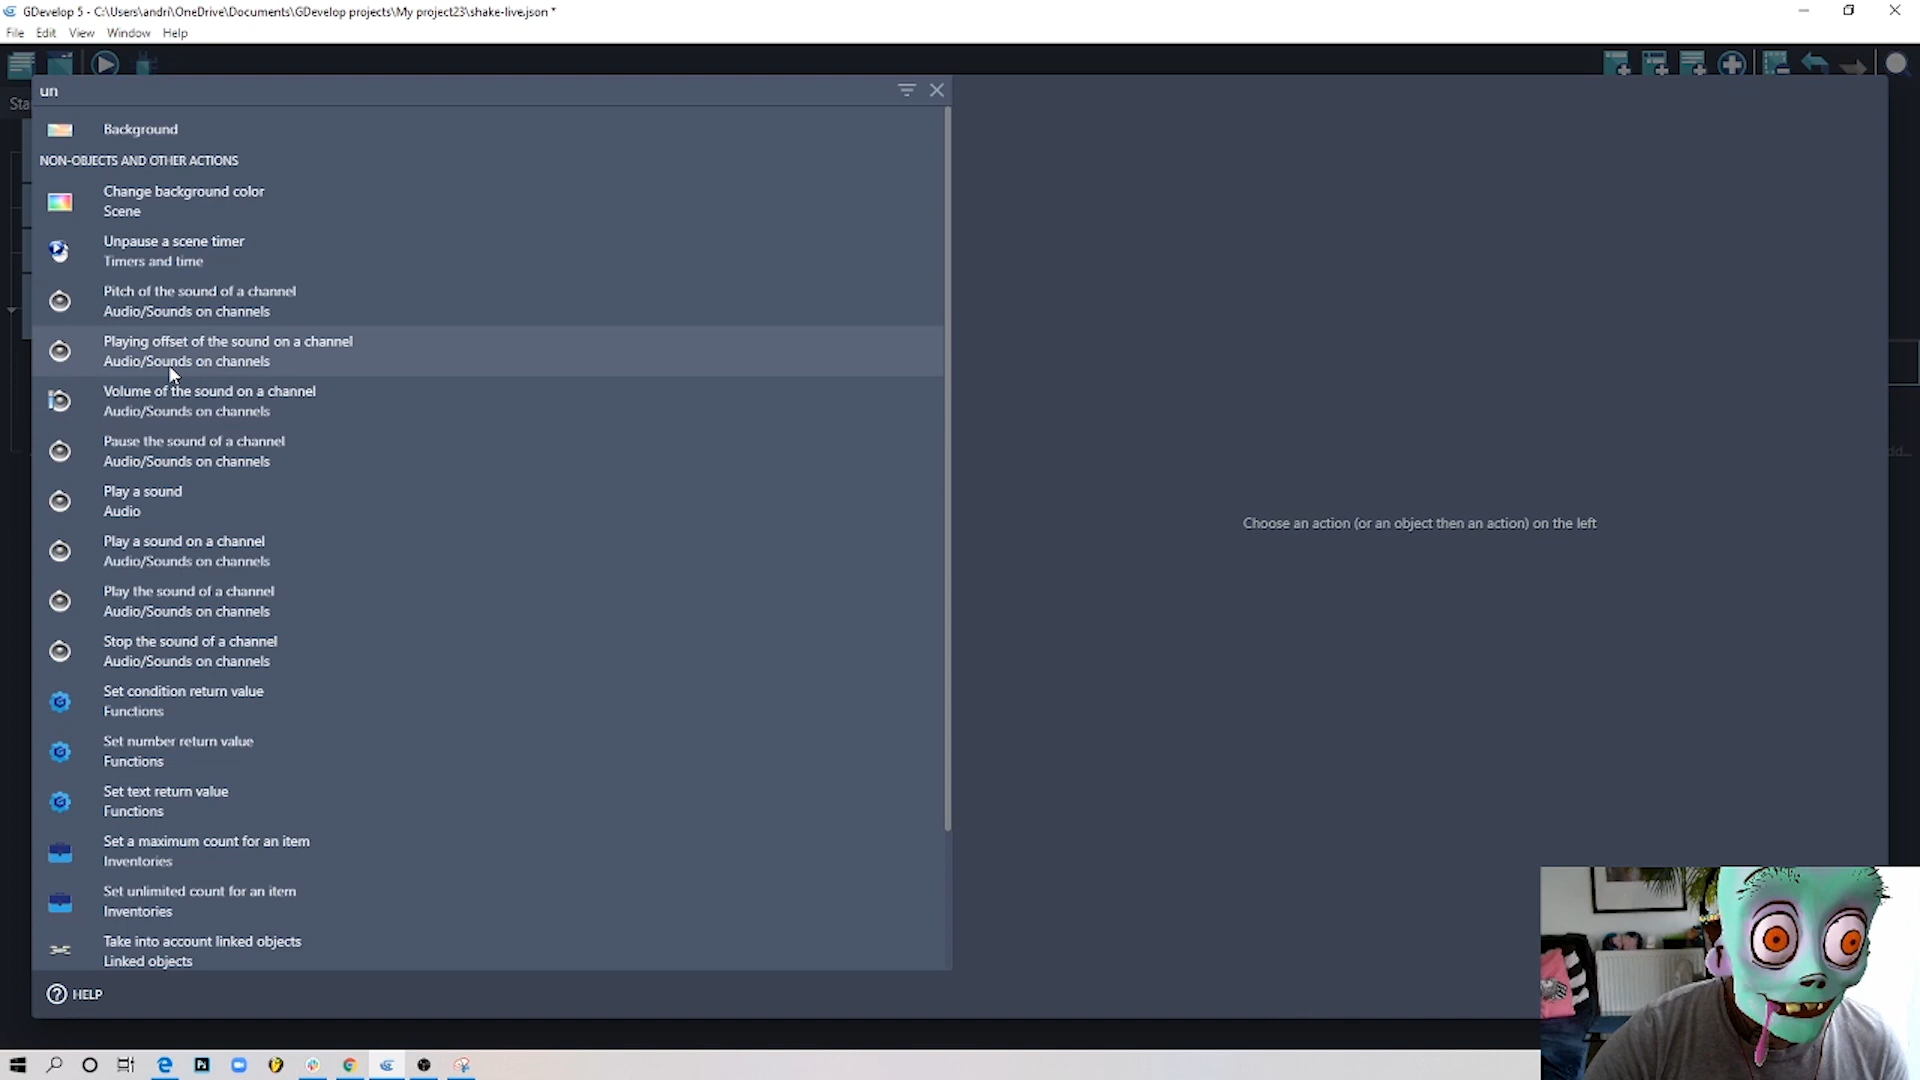 GDevelop 5 - C:\Users\andri\OneDrive\Documents\GDevelop projects\My project23\shake-live.json *
File Edit View Window Help
Sta
un
Background
NON-OBJECTS AND OTHER ACTIONS
Change background color
Scene
Unpause a scene timer
Timers and time
Pitch of the sound of a channel
Audio/Sounds on channels
Playing offset of the sound on a channel
Audio/Sounds on channels
Volume of the sound on a channel
Audio/Sounds on channels
Pause the sound of a channel
Audio/Sounds on channels
Play a sound
Audio
Play a sound on a channel
Audio/Sounds on channels
Play the sound of a channel
Audio/Sounds on channels
Stop the sound of a channel
Audio/Sounds on channels
Set condition return value
Functions
Set number return value
Functions
Set text return value
Functions
Set a maximum count for an item
Inventories
Set unlimited count for an item
Inventories
Take into account linked objects
Linked objects
Choose an action (or an object then an action) on the left
HELP